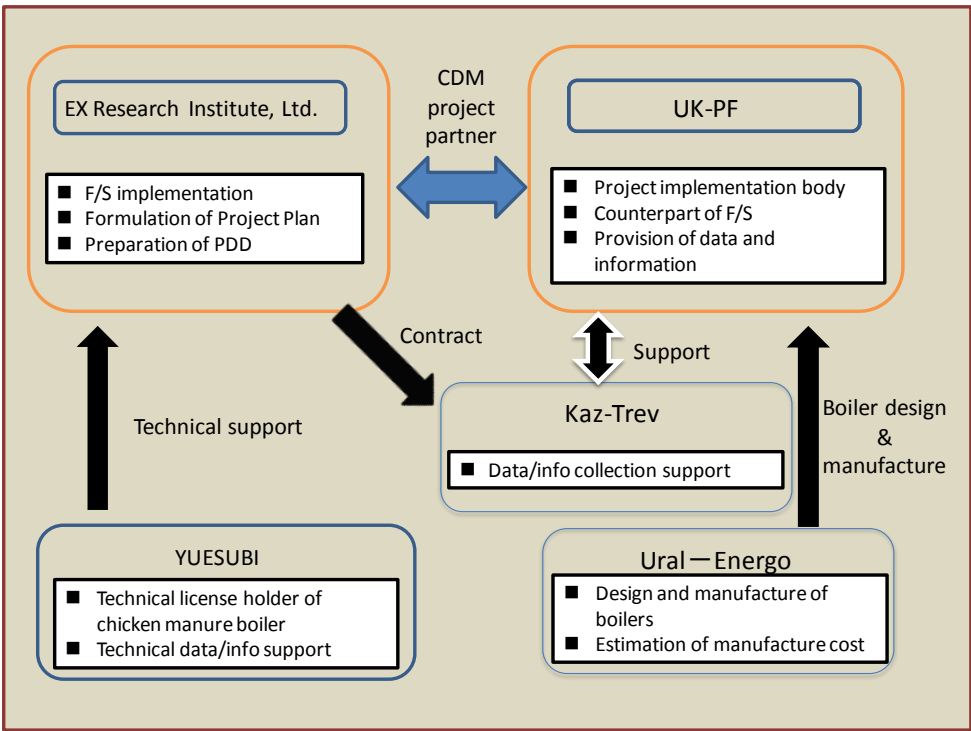 EX Research Institute, Ltd.
■ F/S implementation
■ Formulation of Project Plan
■ Preparation of PDD
CDM
project
partner
UK-PF
■ Project implementation body
■ Counterpart of F/S
■ Provision of data and
information
Contract
Support
Technical support
Kaz-Trev
■ Data/info collection support
Boiler design
&
manufacture
YUESUBI
■ Technical license holder of
chicken manure boiler
■ Technical data/info support
Ural－Energo
■ Design and manufacture of
boilers
■ Estimation of manufacture cost